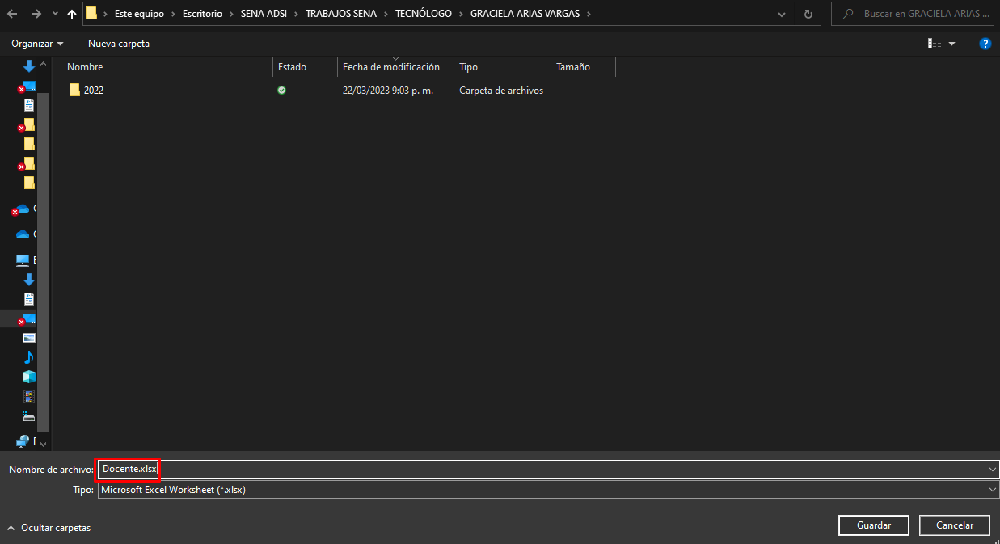 Este equipo > Escritorio > SENA ADSI > TRABAJOS SENA > TECNÓLOGO > GRACIELA ARIAS VARGAS >
Buscar en GRACIELA ARIAS ...
Organizar
Nueva carpeta
?
Nombre
Estado
Fecha de modificación
Tipo
Tamaño
2022
22/03/2023 9:03 p. m.
Carpeta de archivos
Nombre de archivo: Docente.xlsx
Tipo: Microsoft Excel Worksheet (*.xlsx)
Ocultar carpetas
Guardar
Cancelar